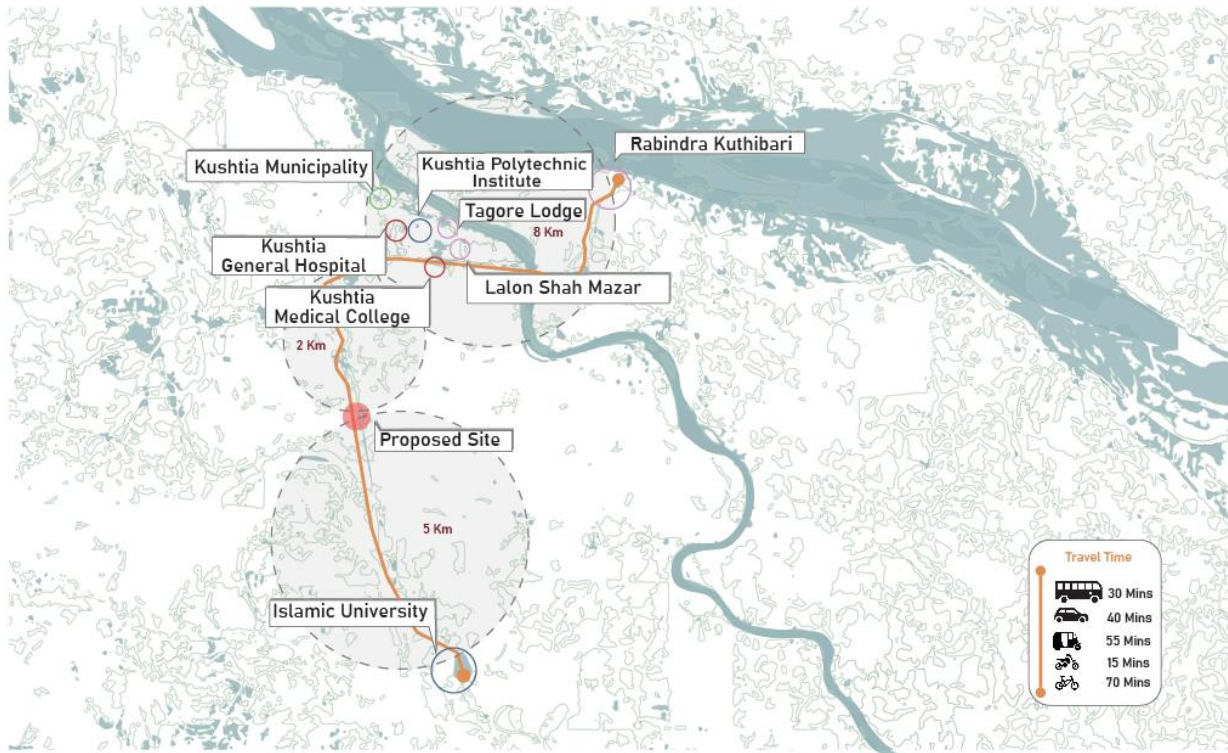 Rabindra Kuthibari
Kushtia Municipality
Kushtia Polytechnic
Institute
Tagore Lodge
8 Km
Kushtia
General Hospital
Lalon Shah Mazar
Kushtia
Medical College
2 Km
Proposed Site
5 Km
Islamic University
Travel Time
30 Mins
40 Mins
55 Mins
15 Mins
70 Mins